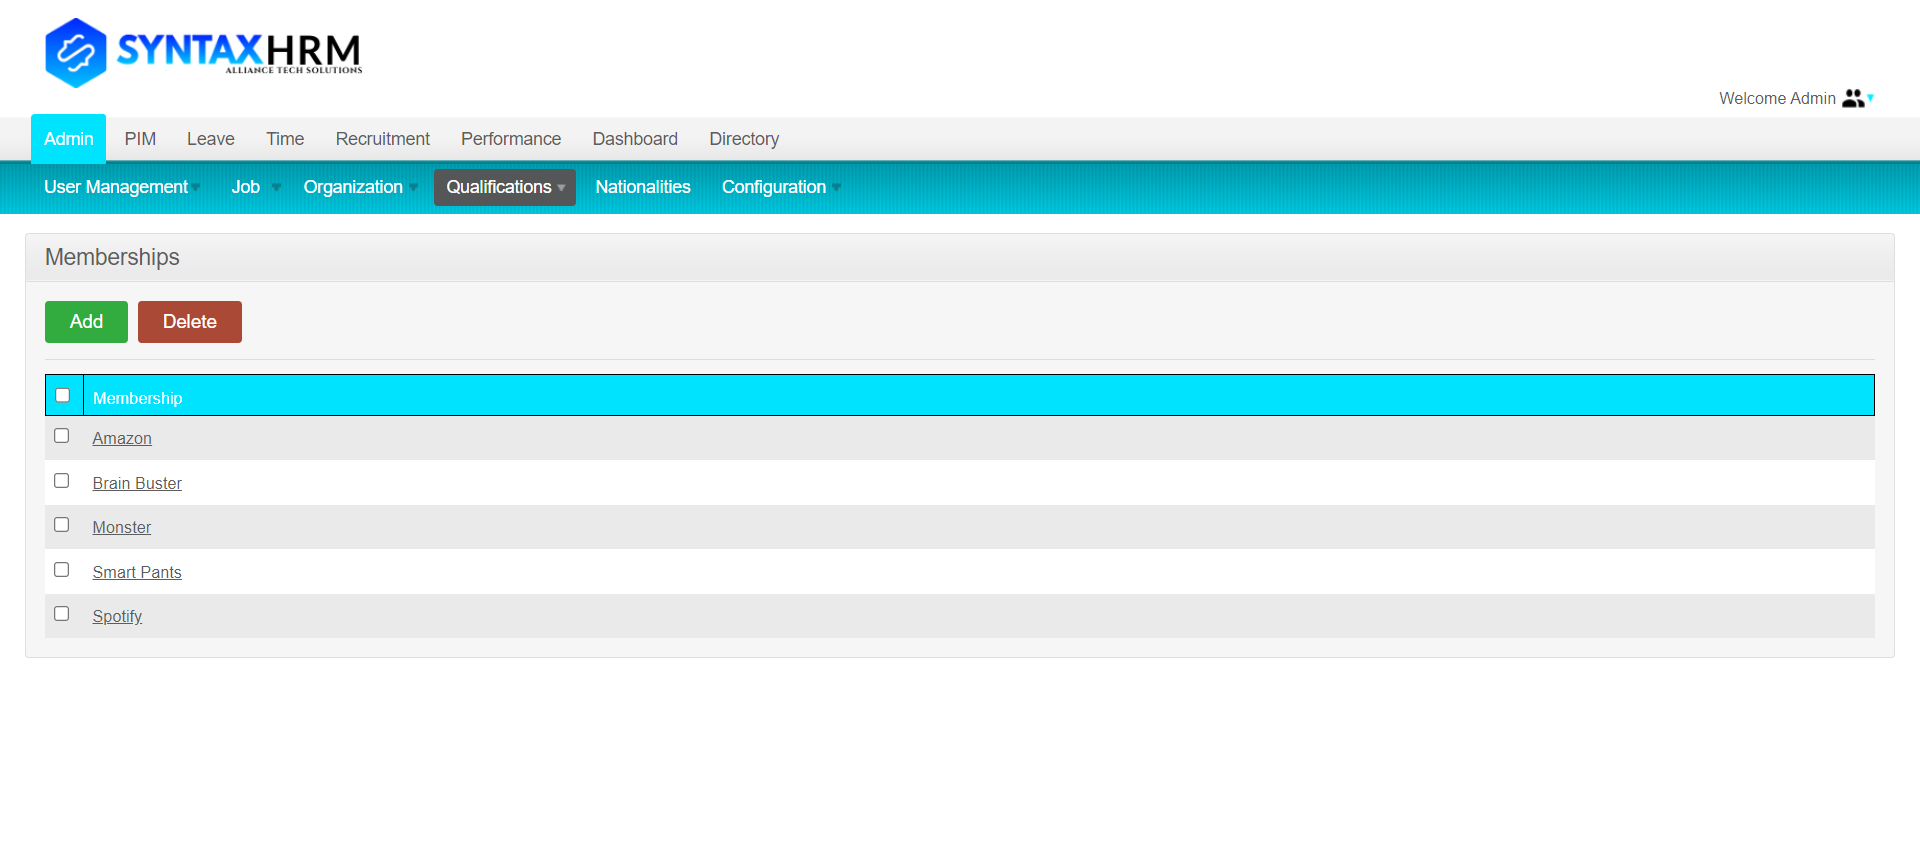 SYNTAXHRM
ALLIANCE TECH SOLUTIONS
Welcome Admin
Admin PIM Leave Time Recruitment Performance Dashboard Directory
User Management Job Organization Qualifications Nationalities Configuration
Memberships
Add Delete
Membership
Amazon
Brain Buster
Monster
Smart Pants
Spotify